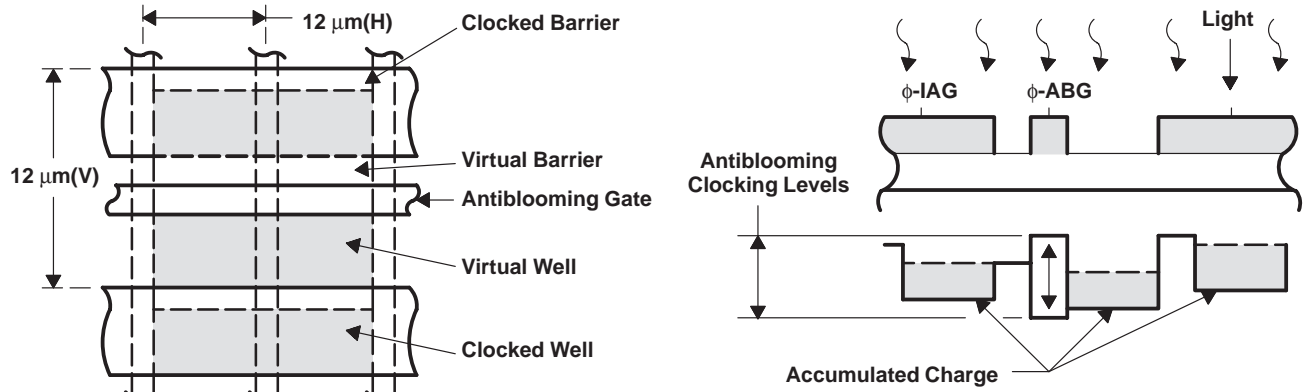 12 μm(H)
Clocked Barrier
12 μm(V)
Virtual Barrier
Antiblooming Gate
Virtual Well
Clocked Well
Light
ϕ-IAG
ϕ-ABG
Antiblooming
Clocking Levels
Accumulated Charge